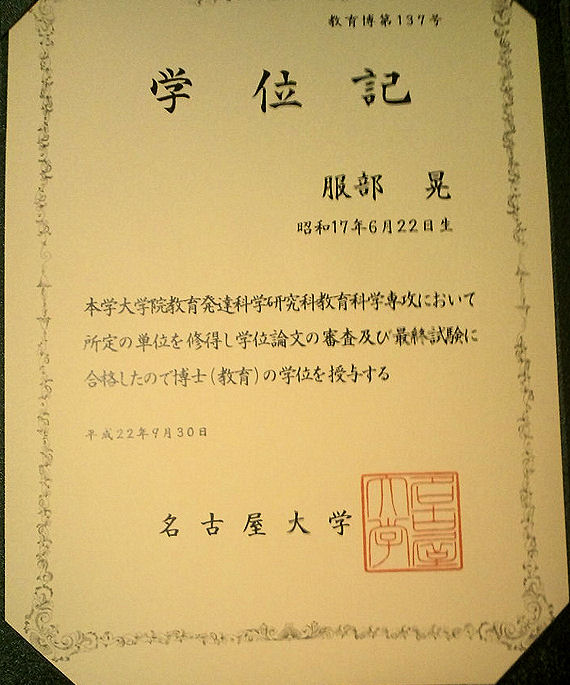 教育博第137号
学位記
服部 晃
昭和17年6月22日生
本学大学院教育発達科学研究科教育科学専攻において
所定の単位を修得し学位論文の審査及び最終試験に
合格したので博士(教育)の学位を授与する
平成22年9月30日
名古屋大学
名古屋大学